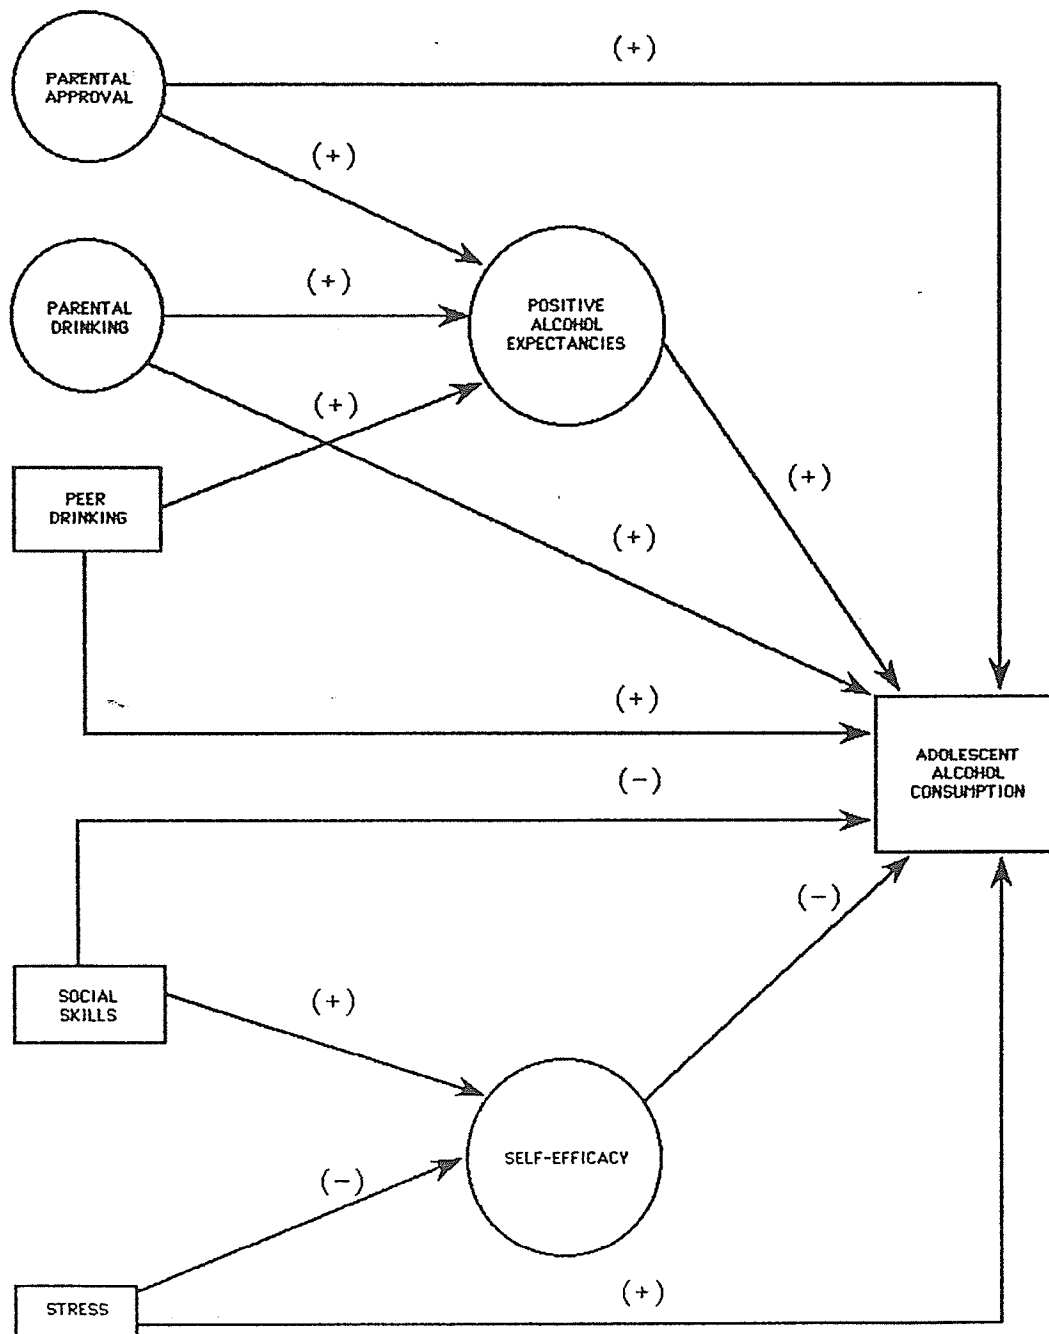 (+)
PARENTAL
APPROVAL
(+)
(+)
PARENTAL
DRINKING
POSITIVE
ALCOHOL
EXPECTANCIES
(+)
(+)
PEER
DRINKING
(+)
(+)
ADOLESCENT
ALCOHOL
CONSUMPTION
(-)
(-)
SOCIAL
SKILLS
(+)
SELF-EFFICACY
(-)
(+)
STRESS